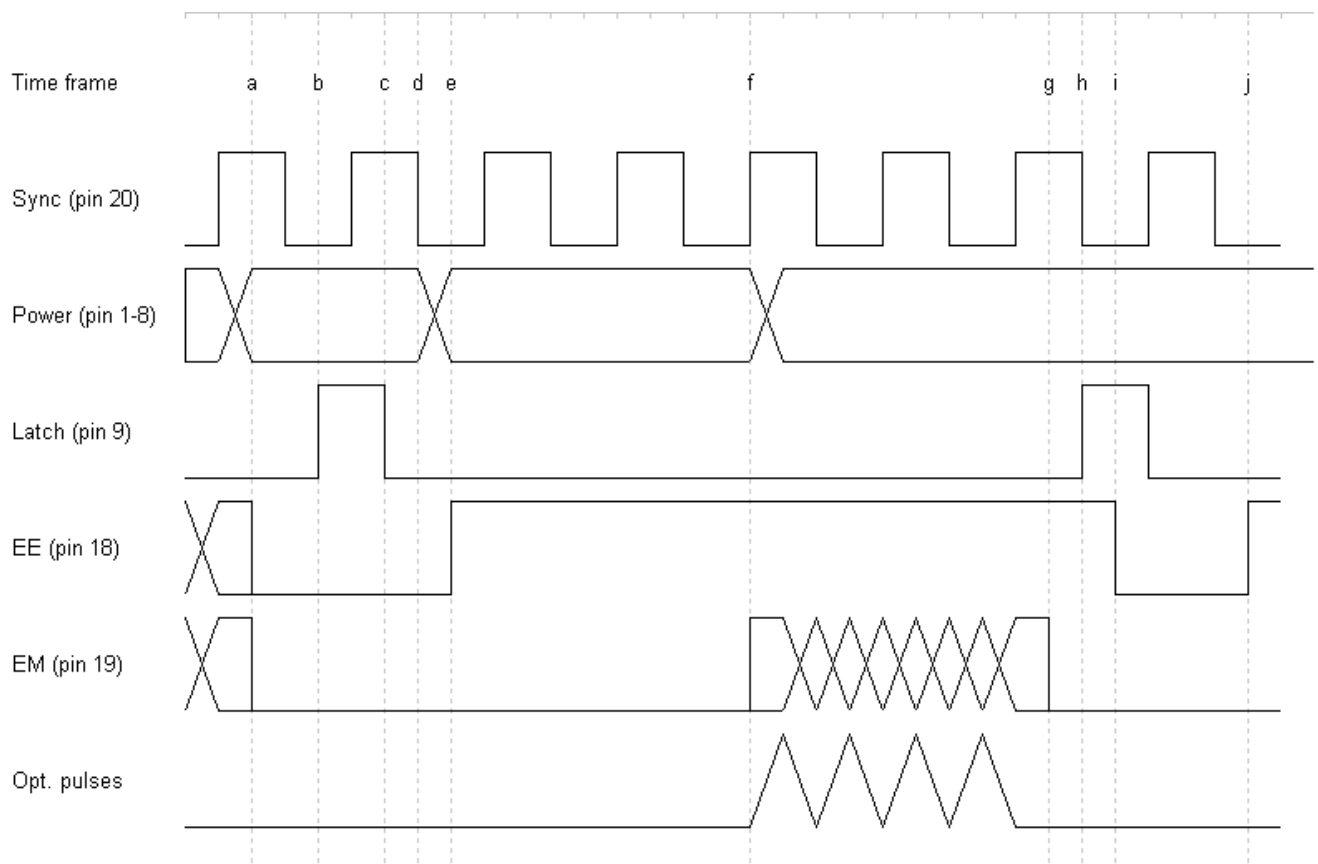 Time frame a b c d e f g h i j
Sync (pin 20)
Power (pin 1-8)
Latch (pin 9)
EE (pin 18)
EM (pin 19)
Opt. pulses